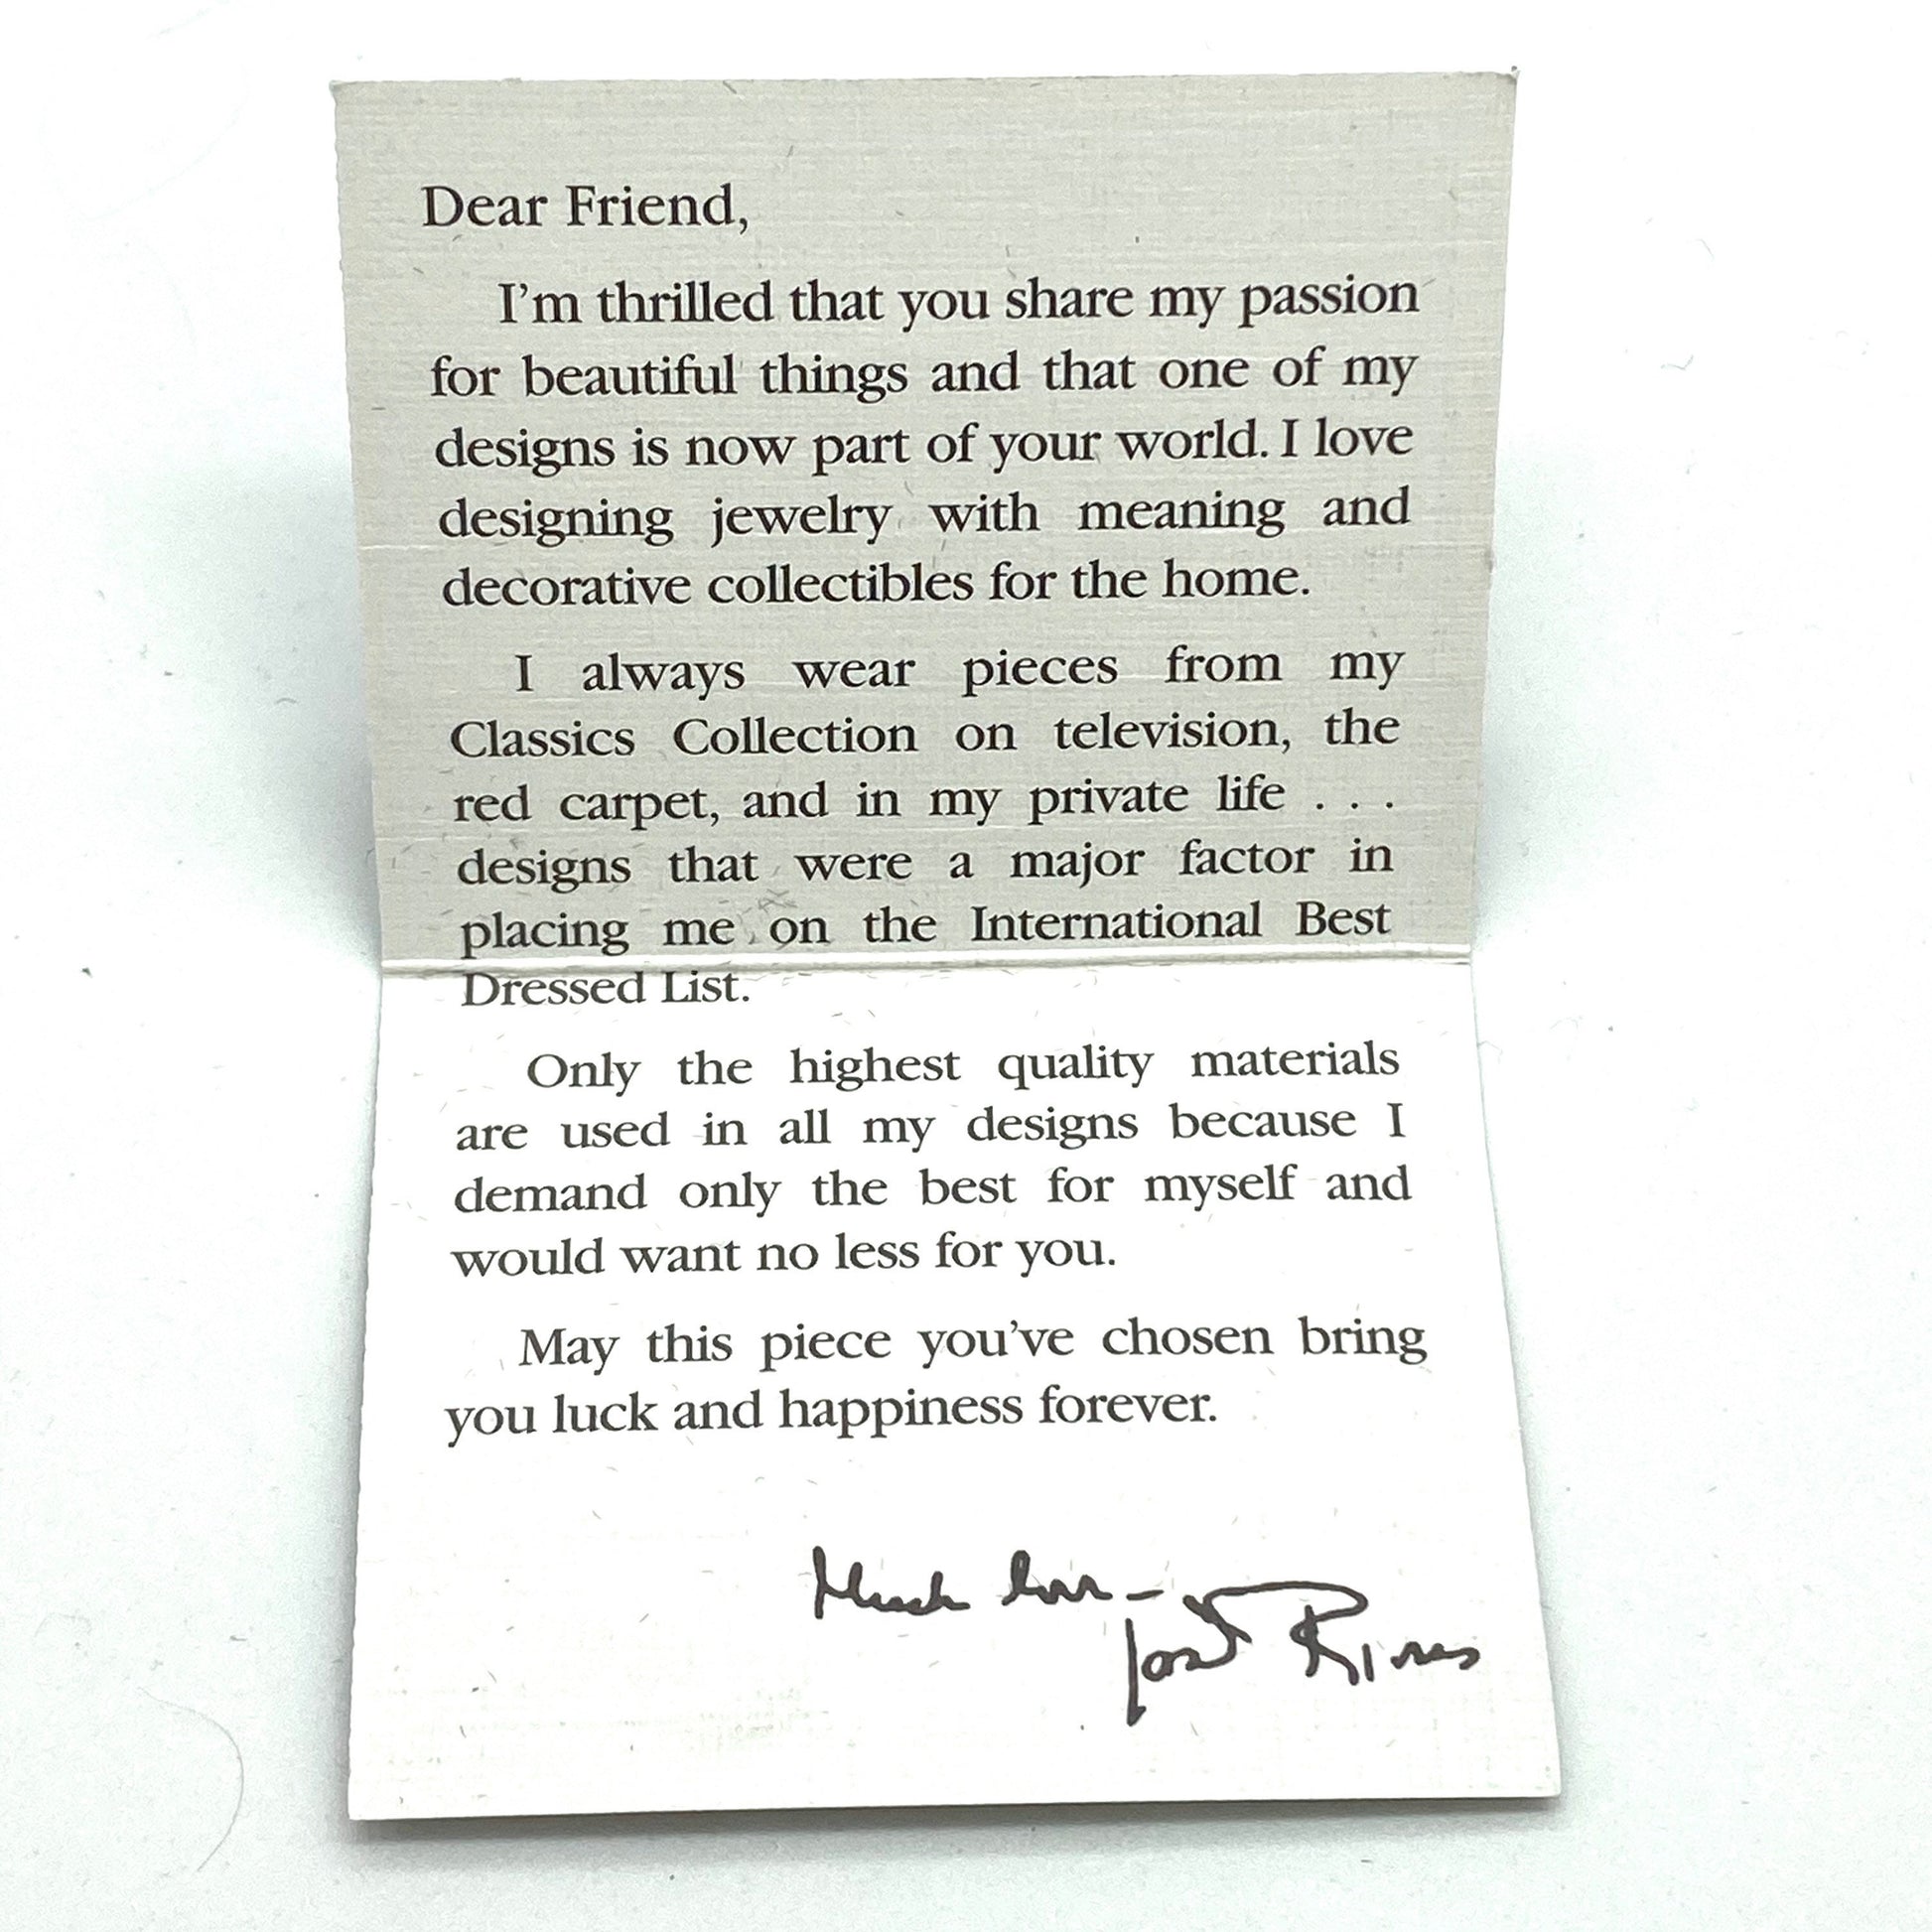 Dear Friend,
I'm thrilled that you share my passion
for beautiful things and that one of my
designs is now part of your world. I love
designing jewelry with meaning and
decorative collectibles for the home.
I always wear pieces from my
Classics Collection on television, the
red carpet, and in my private life . . .
designs that were a major factor in
placing me on the International Best
Dressed List.
Only the highest quality materials
are used in all my designs because I
demand only the best for myself and
would want no less for you.
May this piece you've chosen bring
you luck and happiness forever.
Much love –
Joan Rivers